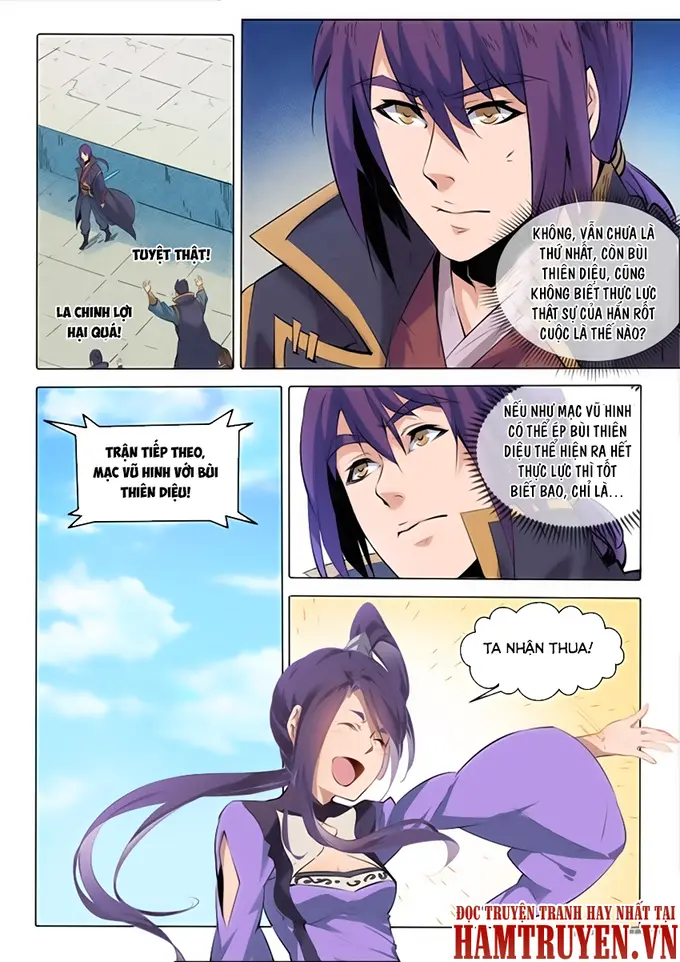 TUYỆT THẬT!
LA CHINH LỢI
HẠI QUÁ!
KHÔNG, VẪN CHƯA LÀ
THỨ NHẤT, CÒN BÙI
THIÊN DIỆU, CŨNG
KHÔNG BIẾT THỰC LỰC
THẬT SỰ CỦA HẮN RỐT
CUỘC LÀ THẾ NÀO?
TRẬN TIẾP THEO,
MẠC VŨ HINH VỚI BÙI
THIÊN DIỆU!
NẾU NHƯ MẠC VŨ HINH
CÓ THỂ ÉP BÙI THIÊN
DIỆU THỂ HIỆN RA HẾT
THỰC LỰC THÌ TỐT
BIẾT BAO, CHỈ LÀ...
TA NHẬN THUA!
ĐỌC TRUYỆN TRANH HAY NHẤT TẠI
HAMTRUYEN.VN